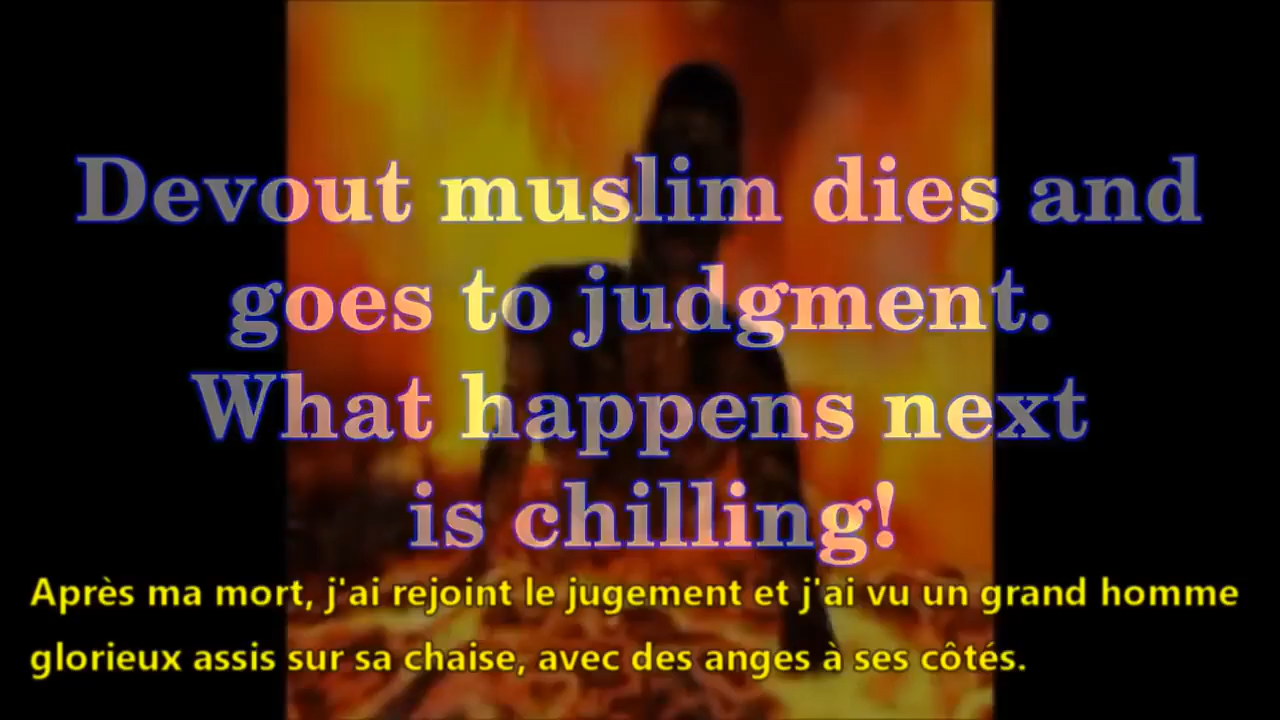 Devout muslim dies and
goes to judgment.
What happens next
is chilling!
Après ma mort, j'ai rejoint le jugement et j'ai vu un grand homme
glorieux assis sur sa chaise, avec des anges à ses côtés.